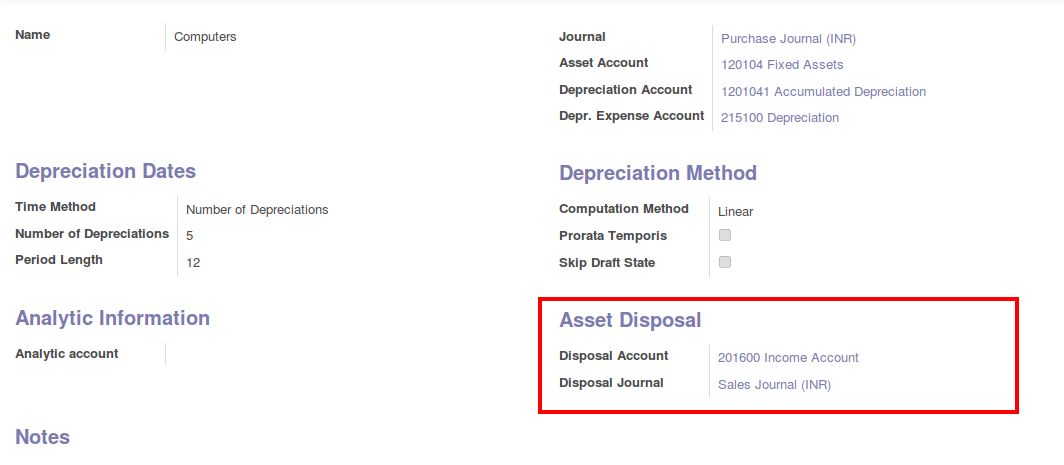 Name Computers
Journal Purchase Journal (INR)
Asset Account 120104 Fixed Assets
Depreciation Account 1201041 Accumulated Depreciation
Depr. Expense Account 215100 Depreciation
Depreciation Dates
Time Method Number of Depreciations
Number of Depreciations 5
Period Length 12
Depreciation Method
Computation Method Linear
Prorata Temporis
Skip Draft State
Analytic Information
Analytic account
Asset Disposal
Disposal Account 201600 Income Account
Disposal Journal Sales Journal (INR)
Notes